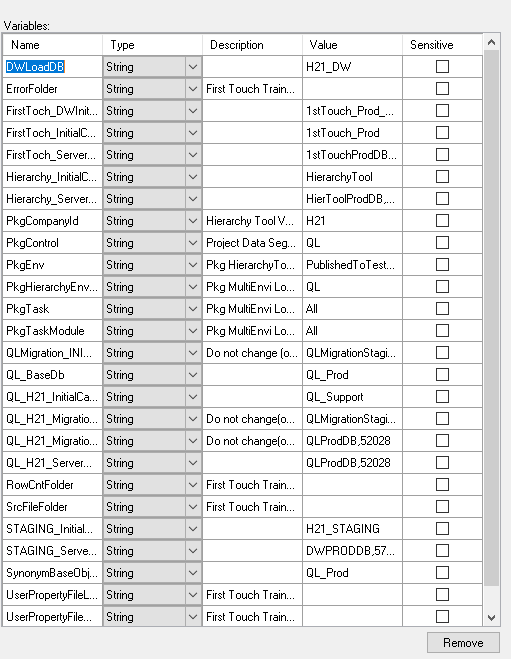 Variables:
Name Type Description Value Sensitive
DWLoadDB String H21_DW
ErrorFolder String First Touch Train...
FirstToch_DWInit... String 1stTouch_Prod_...
FirstToch_InitialC... String 1stTouch_Prod
FirstToch_Server... String 1stTouchProdDB...
Hierarchy_InitialC... String HierarchyTool
Hierarchy_Server... String HierToolProdDB,...
PkgCompanyId String Hierarchy Tool V... H21
PkgControl String Project Data Seg... QL
PkgEnv String Pkg HierarchyTo... PublishedToTest...
PkgHierarchyEnv... String Pkg MultiEnvi Lo... QL
PkgTask String Pkg MultiEnvi Lo... All
PkgTaskModule String Pkg MultiEnvi Lo... All
QLMigration_INI... String Do not change (o... QLMigrationStagi...
QL_BaseDb String QL_Prod
QL_H21_InitialCa... String QL_Support
QL_H21_Migratio... String Do not change(o... QLMigrationStagi...
QL_H21_Migratio... String Do not change(o... QLProdDB,52028
QL_H21_Server... String QLProdDB,52028
RowCntFolder String First Touch Train...
SrcFileFolder String First Touch Train...
STAGING_Initial... String H21_STAGING
STAGING_Serve... String DWPRODDB,57...
SynonymBaseObj... String QL_Prod
UserPropertyFileL... String First Touch Train...
UserPropertyFile... String First Touch Train...
Remove